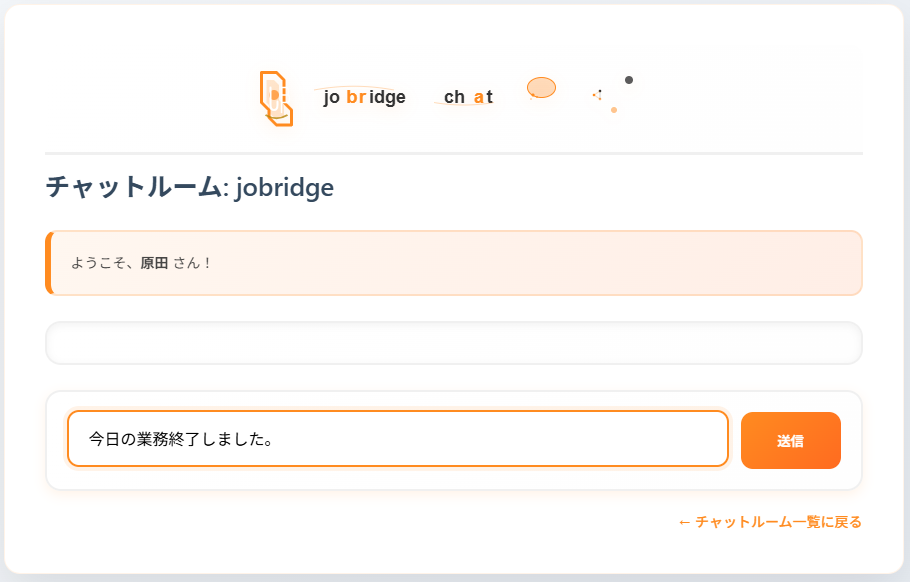 jobridge chat
チャットルーム: jobridge
ようこそ、原田 さん！
今日の業務終了しました。
送信
← チャットルーム一覧に戻る